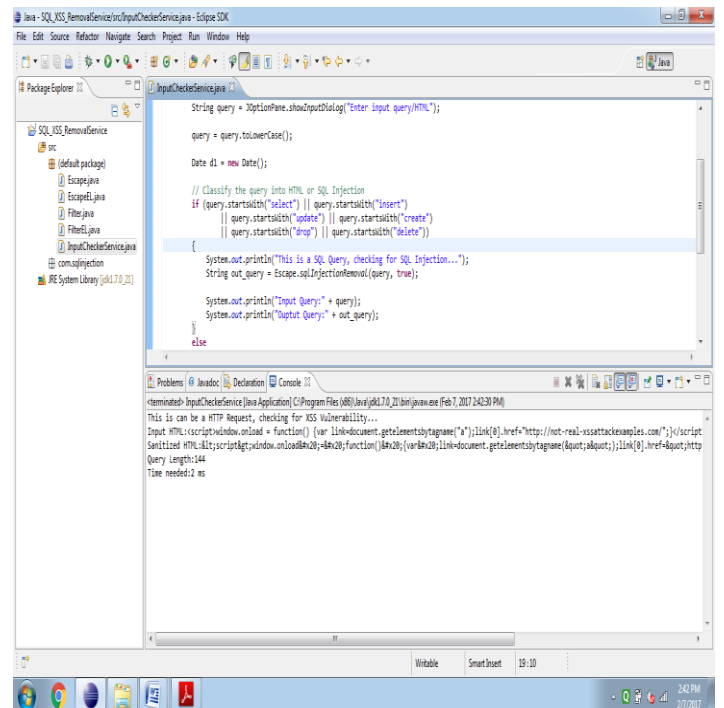 Java - SQL_XSS_RemovalService/src/InputCheckerService.java - Eclipse SDK
File Edit Source Refactor Navigate Search Project Run Window Help
Java
Package Explorer
InputCheckerService.java
SQL_XSS_RemovalService
src
(default package)
Escape.java
EscapeEL.java
Filter.java
FilterEL.java
InputCheckerService.java
com.sqlinjection
JRE System Library [jdk1.7.0_21]
String query = JOptionPane.showInputDialog("Enter input query/HTML");
query = query.toLowerCase();
Date d1 = new Date();
// Classify the query into HTML or SQL Injection
if (query.startsWith("select") || query.startsWith("insert")
|| query.startsWith("update") || query.startsWith("create")
|| query.startsWith("drop") || query.startsWith("delete"))
{
System.out.println("This is a SQL Query, checking for SQL Injection...");
String out_query = Escape.sqlInjectionRemoval(query, true);
System.out.println("Input Query:" + query);
System.out.println("Ouptut Query:" + out_query);
}
else
Problems @ Javadoc Declaration Console
<terminated> InputCheckerService [Java Application] C:\Program Files (x86)\Java\jdk1.7.0_21\bin\javaw.exe (Feb 7, 2017 2:42:30 PM)
This is can be a HTTP Request, checking for XSS Vulnerability...
Input HTML:<script>window.onload = function() {var link=document.getelementsbytagname("a");link[0].href="http://not-real-xssattackexamples.com/";}</script
Sanitized HTML:&lt;script&gt;window.onload&#x20;=&#x20;function()&#x20;{var&#x20;link=document.getelementsbytagname(&quot;a&quot;);link[0].href=&quot;http
Query Length:144
Time needed:2 ms
Writable Smart Insert 19:10
2:42 PM
2/7/2017